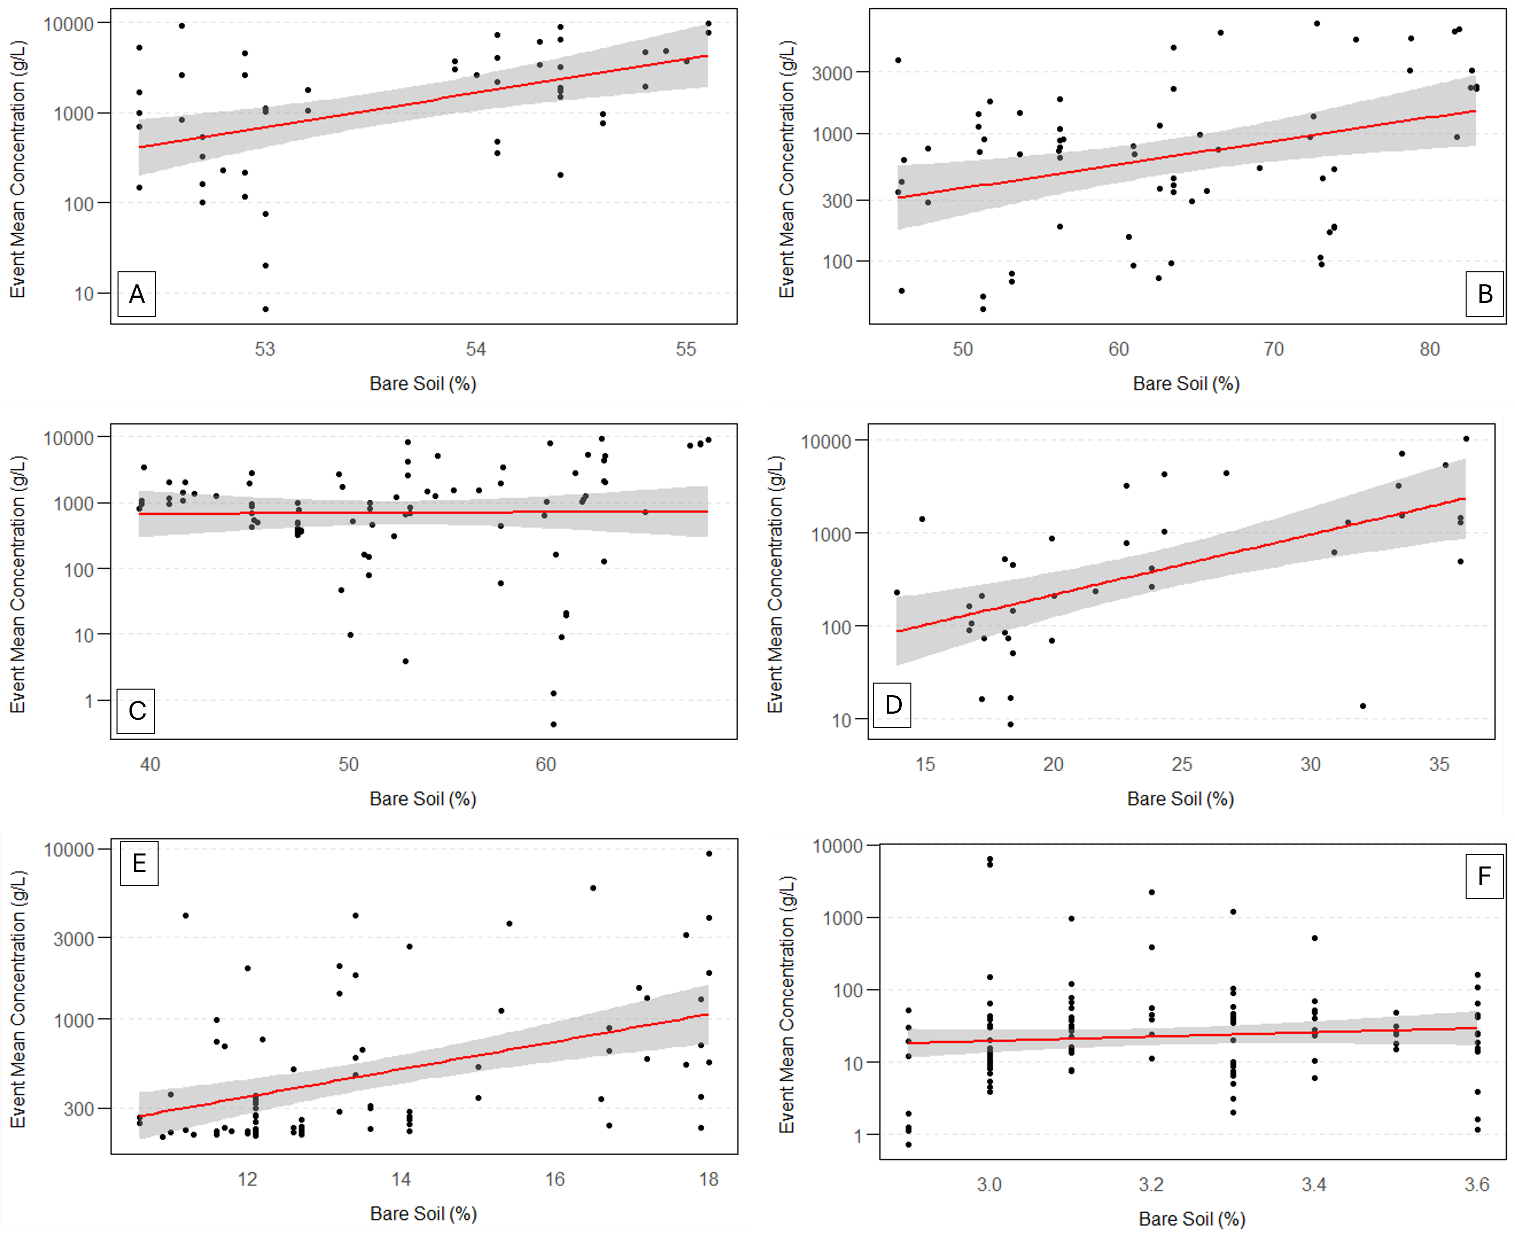 Event Mean Concentration (g/L)
10000
1000
100
10
A
53 54 55
Bare Soil (%)
Event Mean Concentration (g/L)
3000
1000
300
100
B
50 60 70 80
Bare Soil (%)
Event Mean Concentration (g/L)
10000
1000
100
10
1
C
40 50 60
Bare Soil (%)
Event Mean Concentration (g/L)
10000
1000
100
10
D
15 20 25 30 35
Bare Soil (%)
Event Mean Concentration (g/L)
10000
3000
1000
300
E
12 14 16 18
Bare Soil (%)
Event Mean Concentration (g/L)
10000
1000
100
10
1
F
3.0 3.2 3.4 3.6
Bare Soil (%)